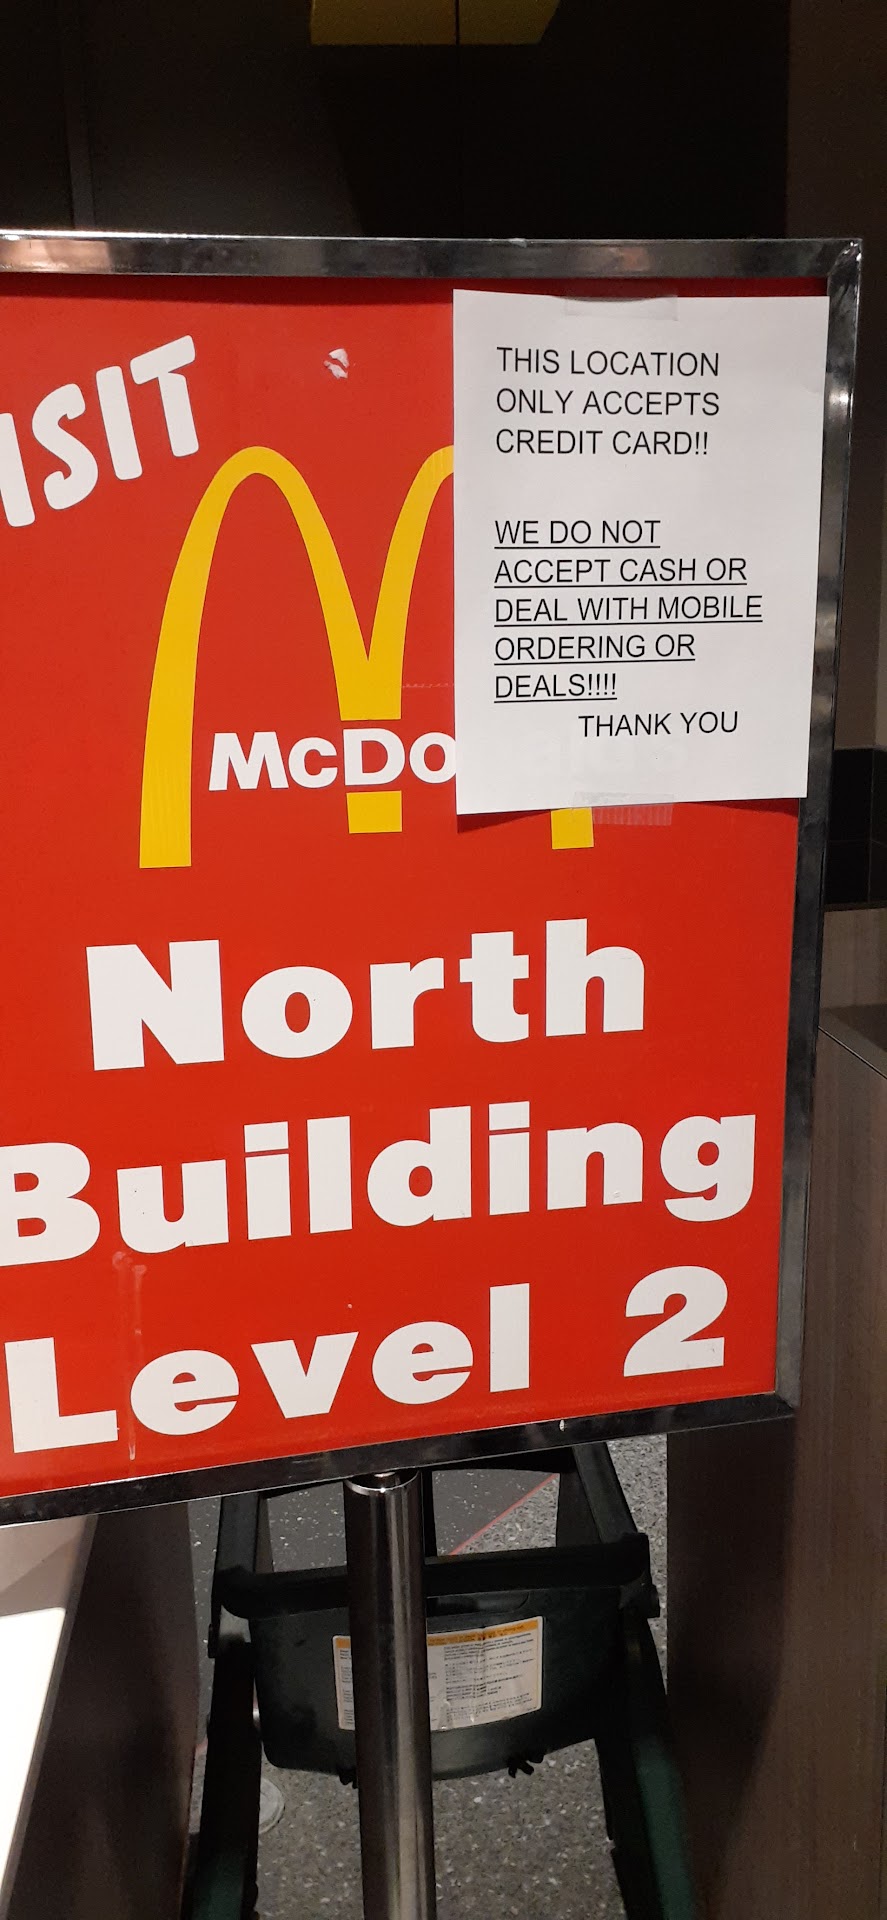 ISIT
McDo
North
Building
Level 2
THIS LOCATION
ONLY ACCEPTS
CREDIT CARD!!
WE DO NOT
ACCEPT CASH OR
DEAL WITH MOBILE
ORDERING OR
DEALS!!!!
THANK YOU